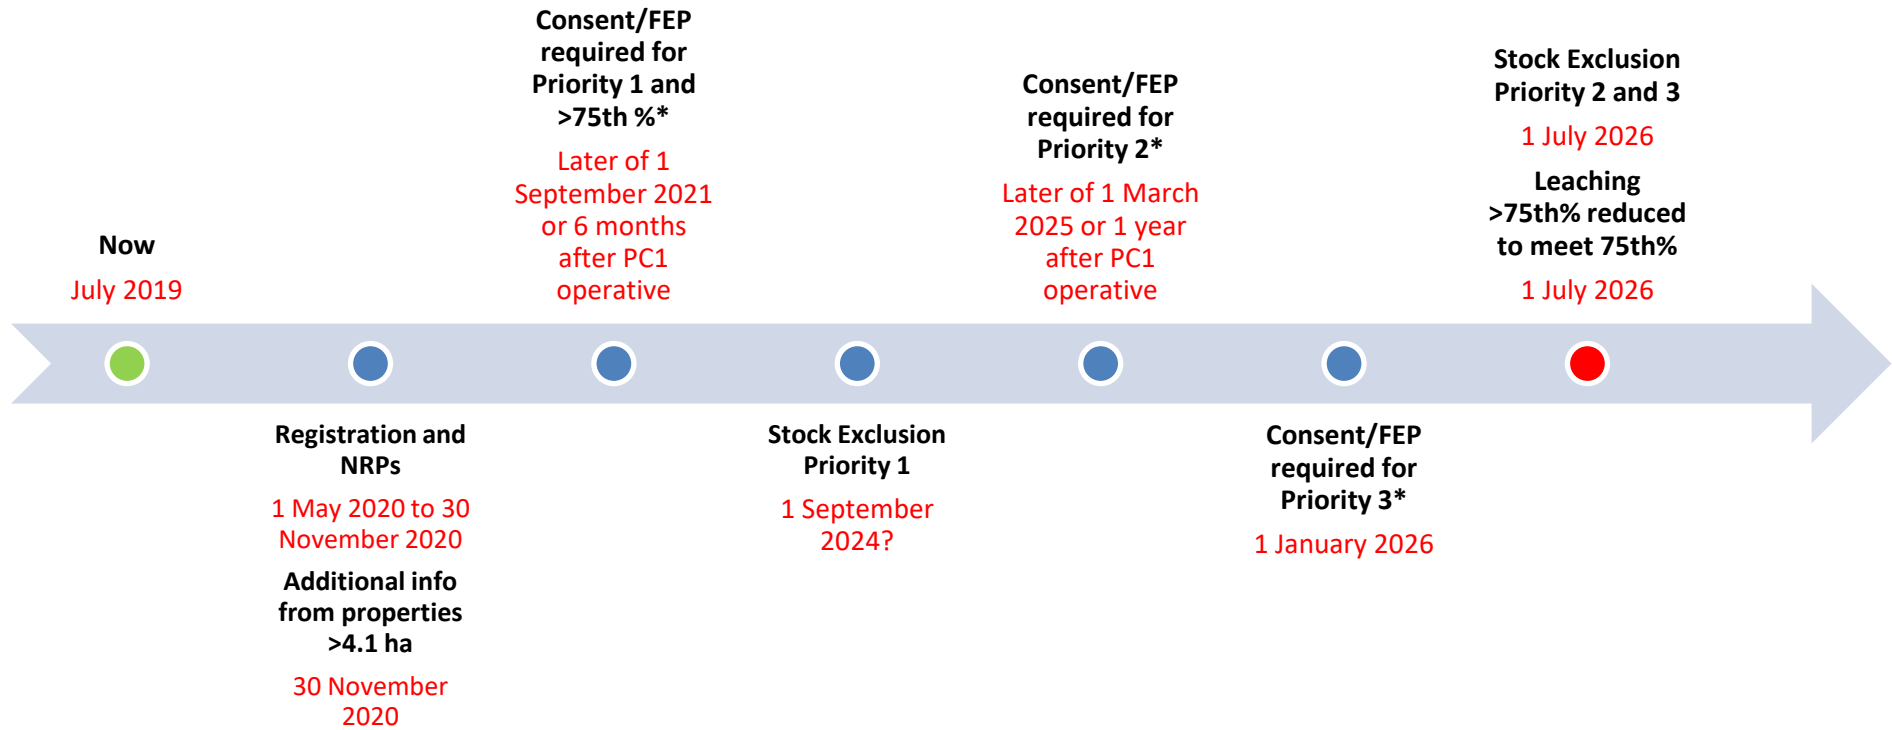 Now
July 2019
Registration and
NRPs
1 May 2020 to 30
November 2020
Additional info
from properties
>4.1 ha
30 November
2020
Consent/FEP
required for
Priority 1 and
>75th %*
Later of 1
September 2021
or 6 months
after PC1
operative
Stock Exclusion
Priority 1
1 September
2024?
Consent/FEP
required for
Priority 2*
Later of 1 March
2025 or 1 year
after PC1
operative
Consent/FEP
required for
Priority 3*
1 January 2026
Stock Exclusion
Priority 2 and 3
1 July 2026
Leaching
>75th% reduced
to meet 75th%
1 July 2026